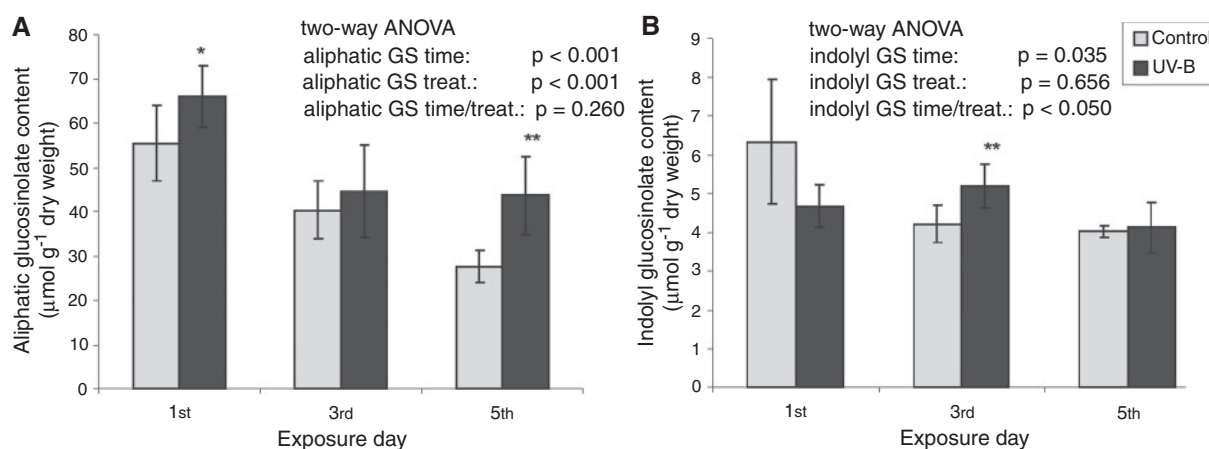 A
two-way ANOVA
aliphatic GS time: p < 0.001
aliphatic GS treat.: p < 0.001
aliphatic GS time/treat.: p = 0.260
Aliphatic glucosinolate content
(µmol g⁻¹ dry weight)
80
70
60
50
40
30
20
10
0
*
**
1st 3rd 5th
Exposure day
B
two-way ANOVA
indolyl GS time: p = 0.035
indolyl GS treat.: p = 0.656
indolyl GS time/treat.: p < 0.050
Control
UV-B
Indolyl glucosinolate content
(µmol g⁻¹ dry weight)
9
8
7
6
5
4
3
2
1
0
**
1st 3rd 5th
Exposure day